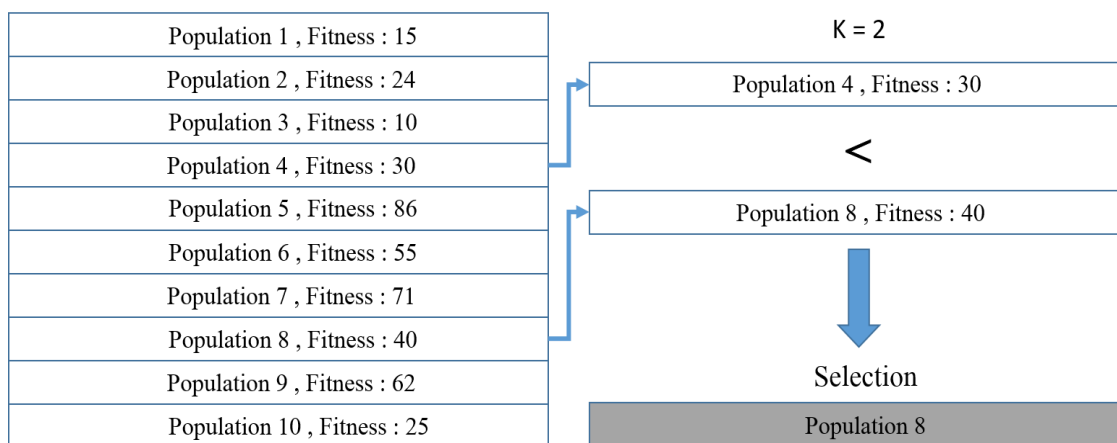 Population 1 , Fitness : 15
Population 2 , Fitness : 24
Population 3 , Fitness : 10
Population 4 , Fitness : 30
Population 5 , Fitness : 86
Population 6 , Fitness : 55
Population 7 , Fitness : 71
Population 8 , Fitness : 40
Population 9 , Fitness : 62
Population 10 , Fitness : 25
K = 2
Population 4 , Fitness : 30
<
Population 8 , Fitness : 40
Selection
Population 8